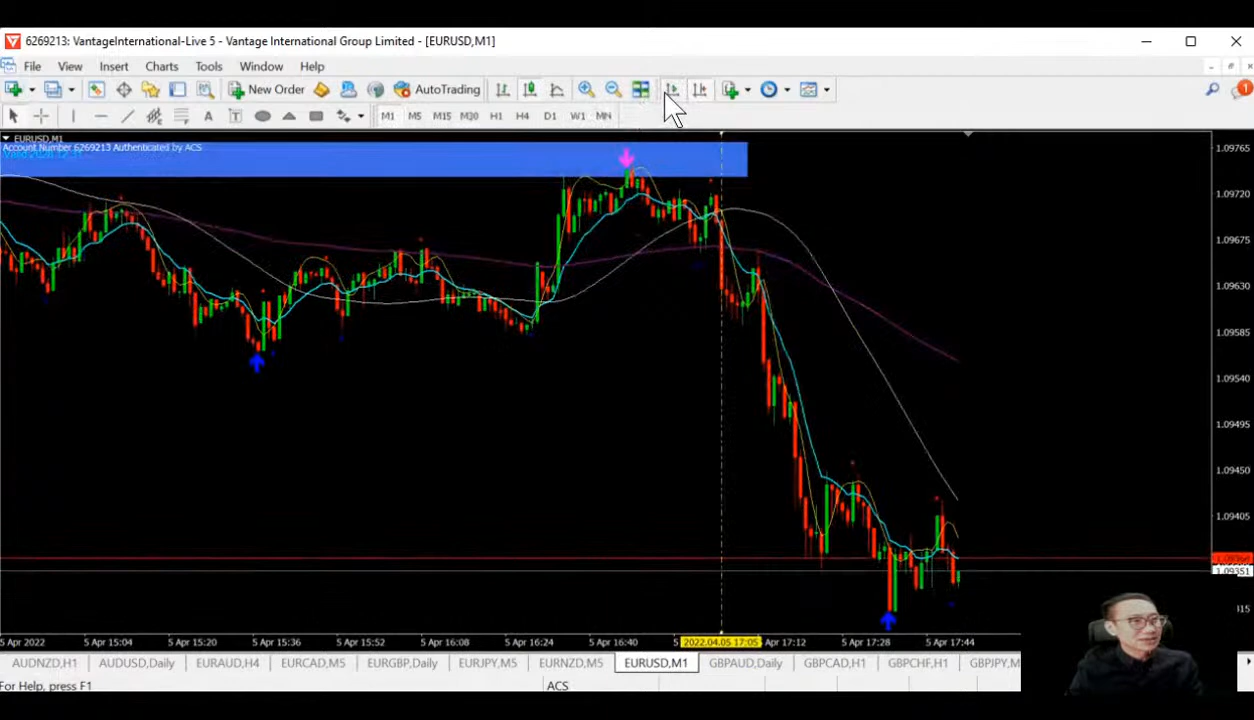 6269213: VantageInternational-Live 5 - Vantage International Group Limited - [EURUSD,M1]
File View Insert Charts Tools Window Help
New Order AutoTrading
M1 M5 M15 M30 H1 H4 D1 W1 MN
EURUSD,M1
Account Number 6269213 Authenticated by ACS
1.09765
1.09720
1.09675
1.09630
1.09585
1.09540
1.09495
1.09450
1.09405
1.09360
1.09351
5 Apr 2022 5 Apr 15:04 5 Apr 15:20 5 Apr 15:36 5 Apr 15:52 5 Apr 16:08 5 Apr 16:24 5 Apr 16:40 5 2022.04.05 17:05 Apr 17:12 5 Apr 17:28 5 Apr 17:44
AUDNZD,H1 AUDUSD,Daily EURAUD,H4 EURCAD,M5 EURGBP,Daily EURJPY,M5 EURNZD,M5 EURUSD,M1 GBPAUD,Daily GBPCAD,H1 GBPCHF,H1 GBPJPY,M
For Help, press F1 ACS